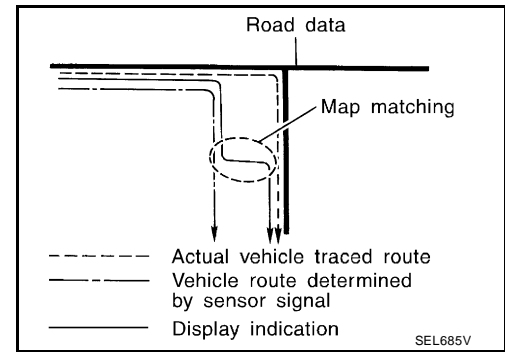 Road data
Map matching
Actual vehicle traced route
Vehicle route determined
by sensor signal
Display indication
SEL685V